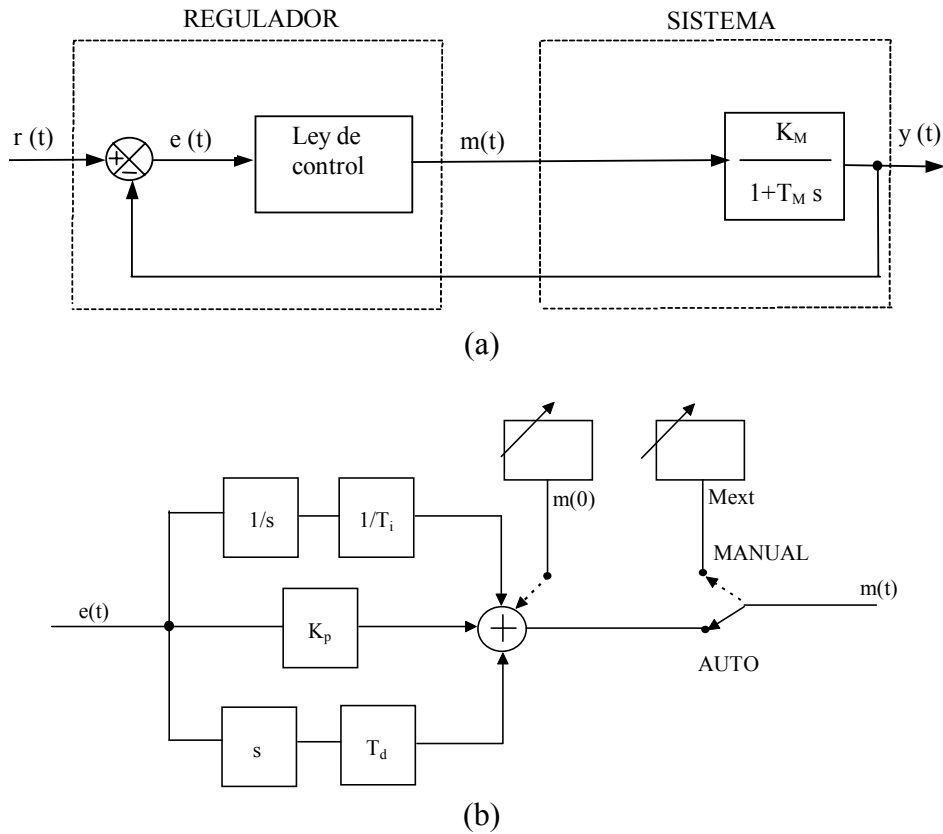 REGULADOR
SISTEMA
r (t)
+
−
e (t)
Ley de
control
m(t)
K_M
1+T_M s
y (t)
(a)
m(0)
Mext
1/s
1/T_i
MANUAL
e(t)
K_p
+
m(t)
AUTO
s
T_d
(b)